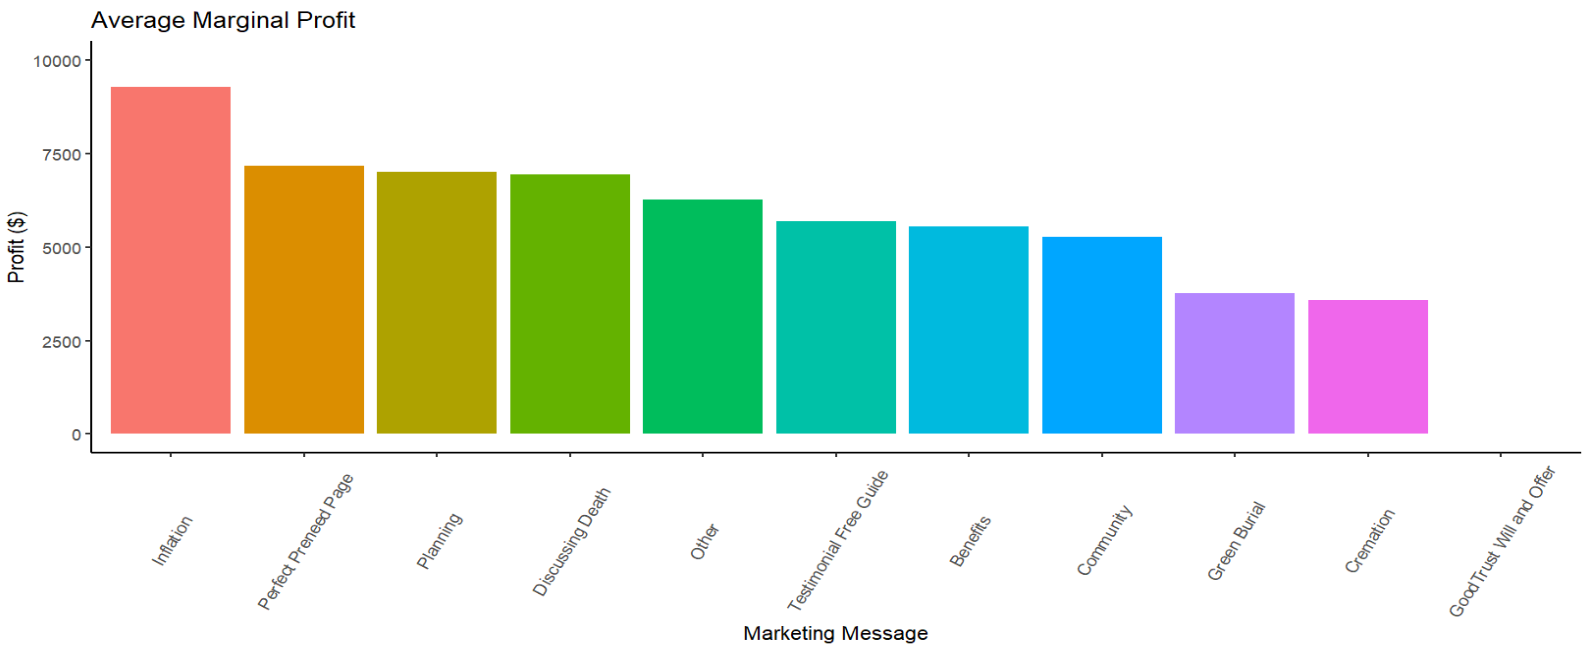 Average Marginal Profit
10000
7500
5000
2500
0
Profit ($)
Inflation
Perfect Preneed Page
Planning
Discussing Death
Other
Testimonial Free Guide
Benefits
Community
Green Burial
Cremation
GoodTrust Will and Offer
Marketing Message